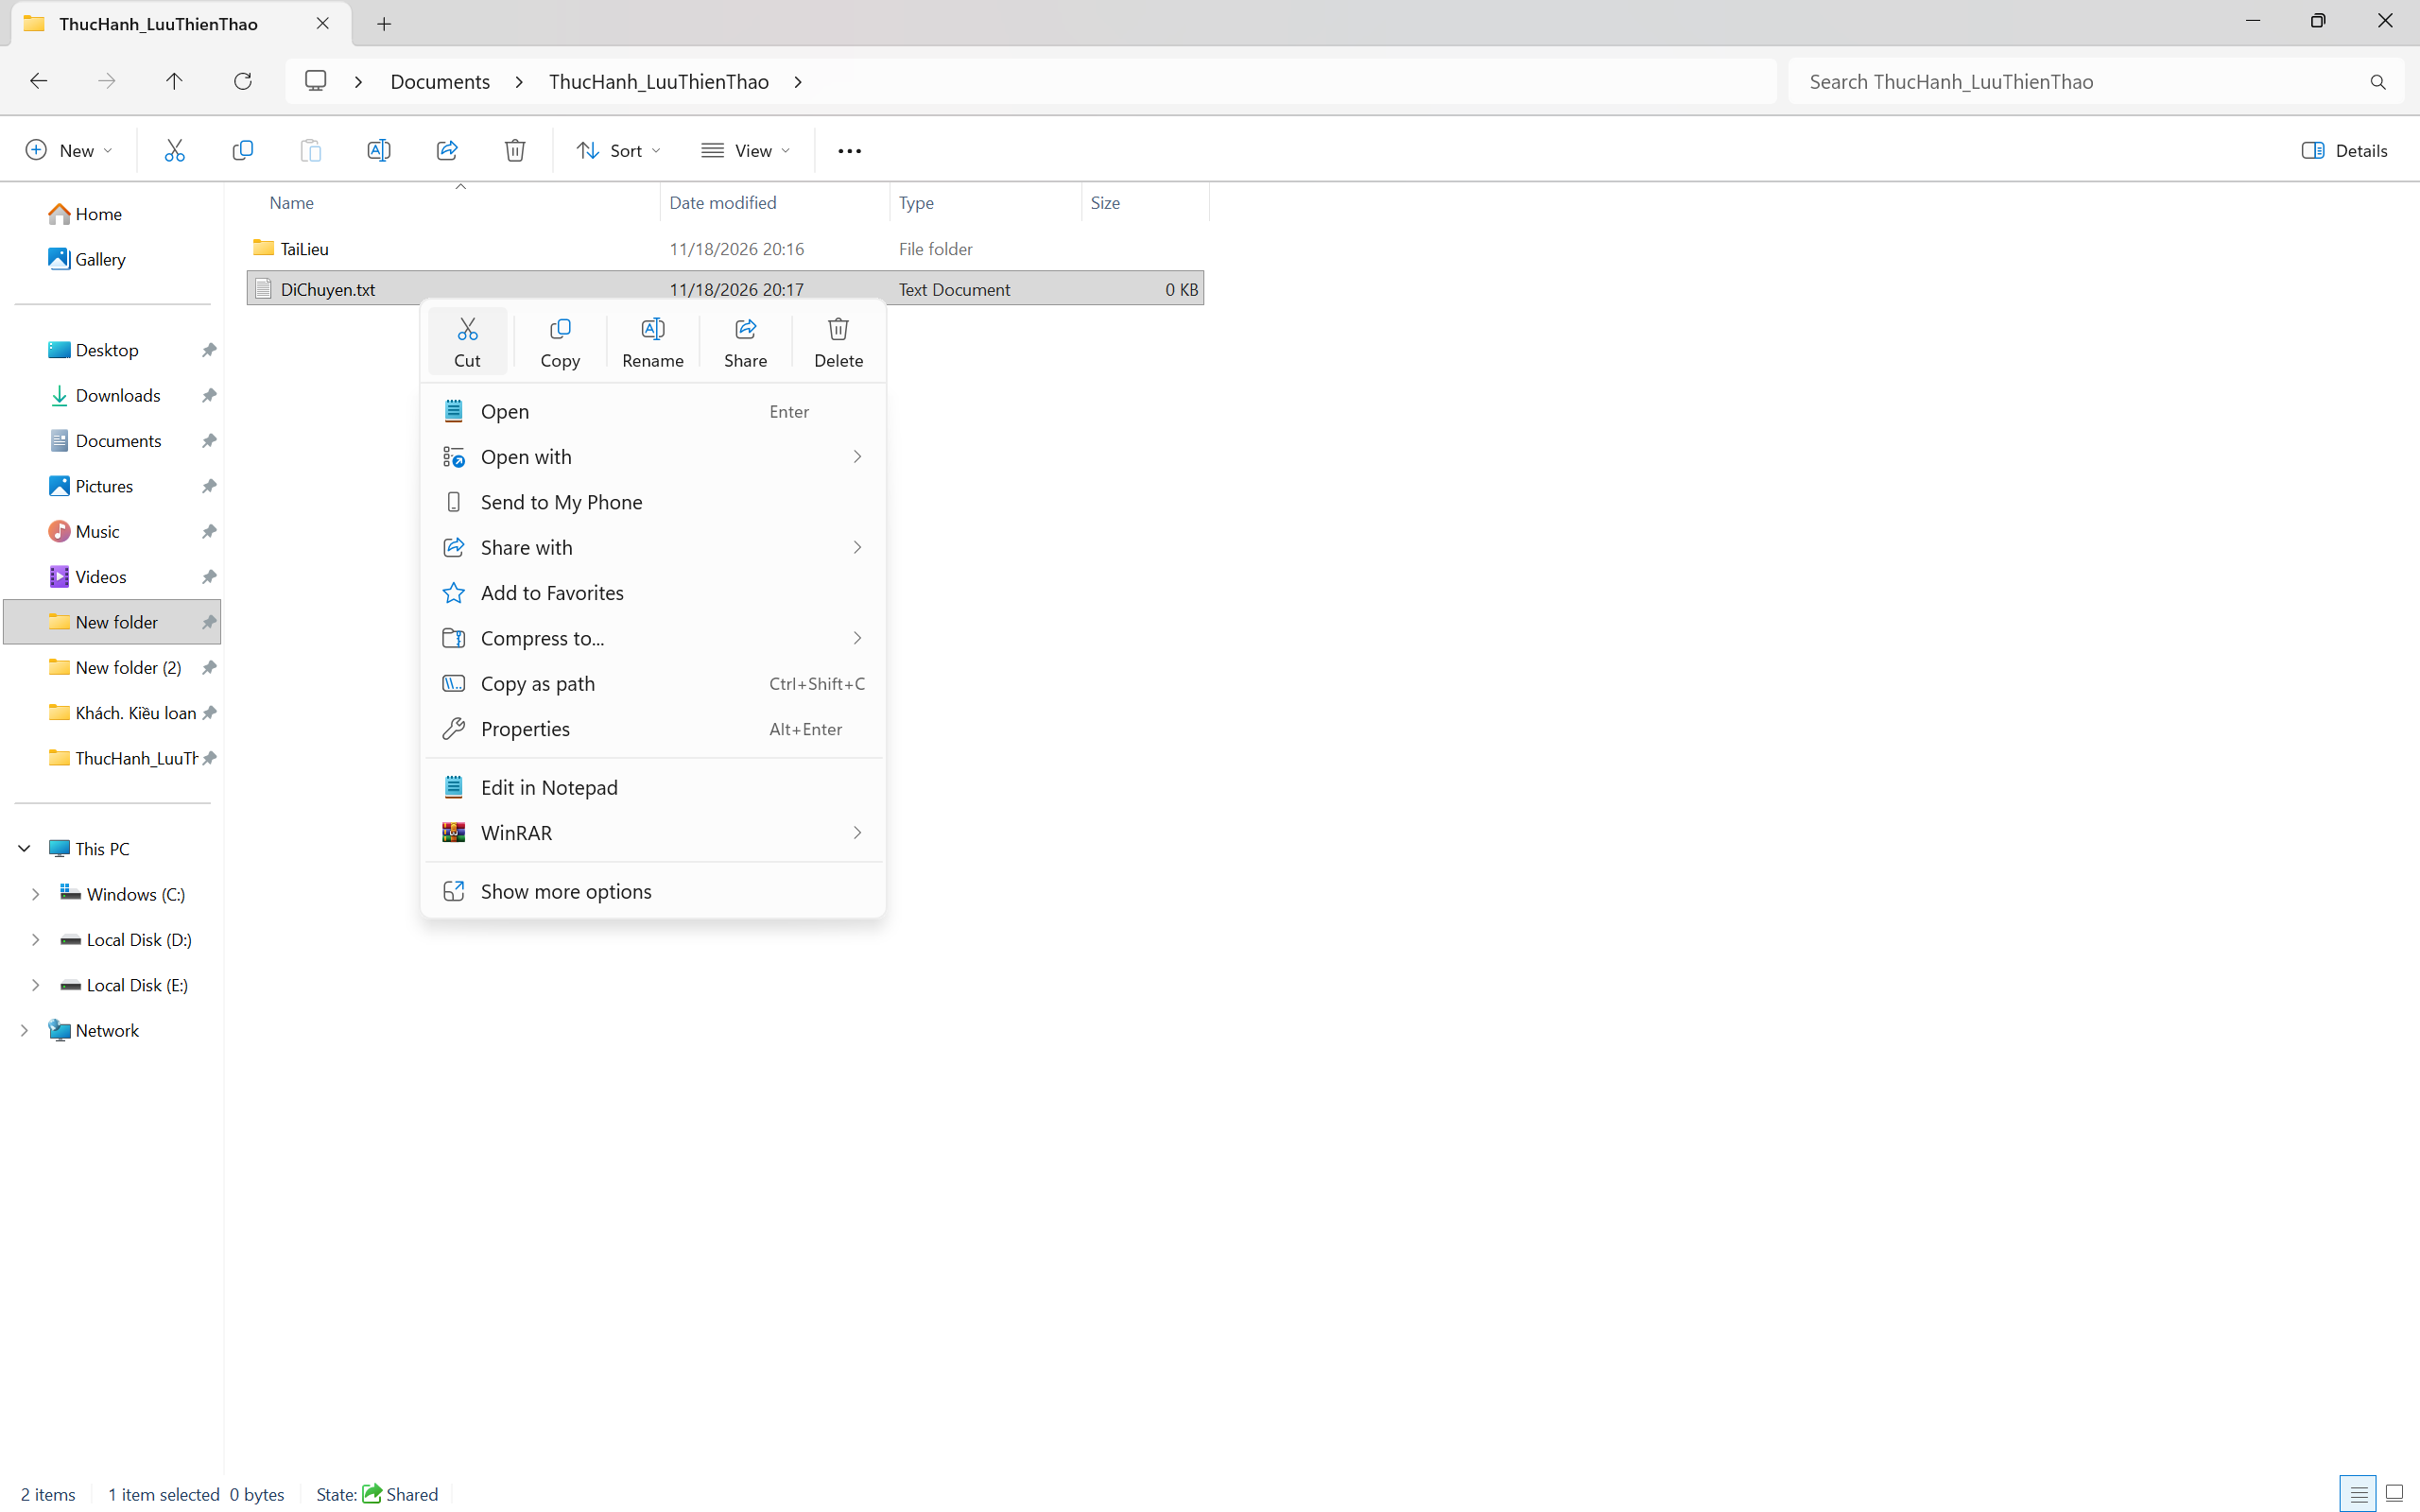 ThucHanh_LuuThienThao
Documents ThucHanh_LuuThienThao
Search ThucHanh_LuuThienThao
New Sort View Details
Name Date modified Type Size
TaiLieu 11/18/2026 20:16 File folder
DiChuyen.txt 11/18/2026 20:17 Text Document 0 KB
Home
Gallery
Desktop
Downloads
Documents
Pictures
Music
Videos
New folder
New folder (2)
Khách. Kiều loan
ThucHanh_LuuTh
This PC
Windows (C:)
Local Disk (D:)
Local Disk (E:)
Network
Cut Copy Rename Share Delete
Open Enter
Open with
Send to My Phone
Share with
Add to Favorites
Compress to...
Copy as path Ctrl+Shift+C
Properties Alt+Enter
Edit in Notepad
WinRAR
Show more options
2 items 1 item selected 0 bytes State: Shared